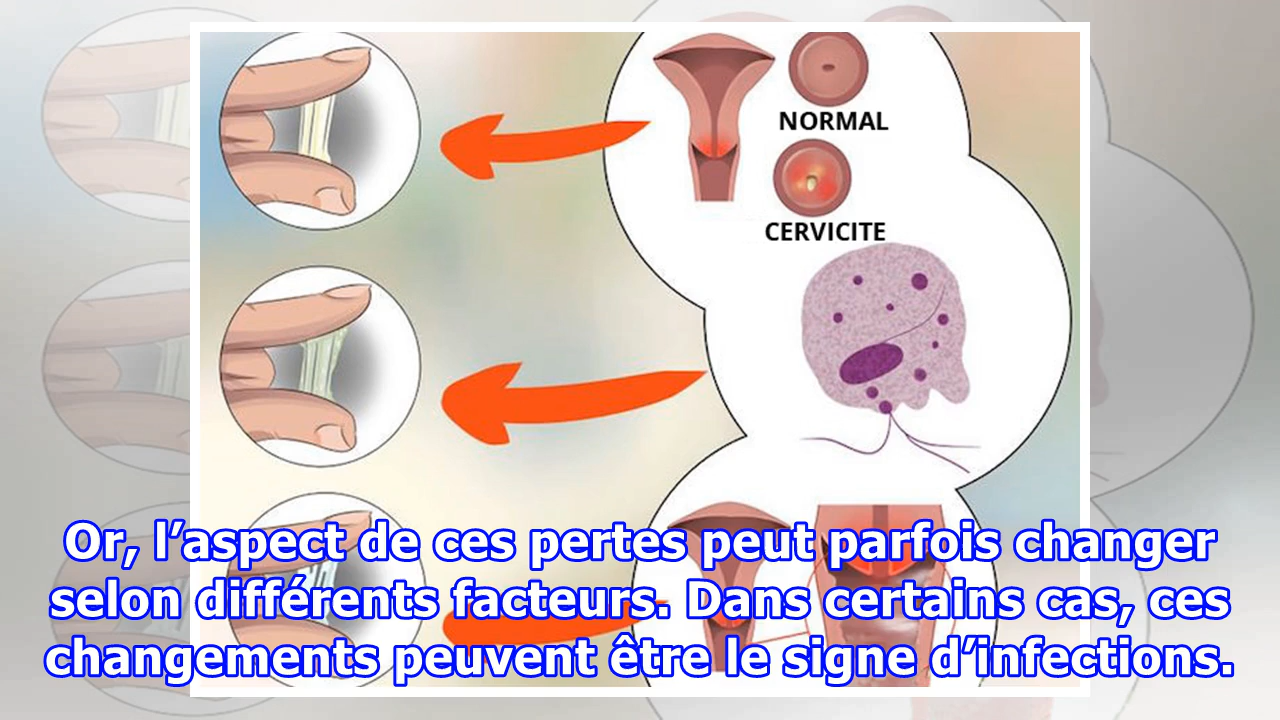 NORMAL
CERVICITE
Or, l’aspect de ces pertes peut parfois changer
selon différents facteurs. Dans certains cas, ces
changements peuvent être le signe d’infections.